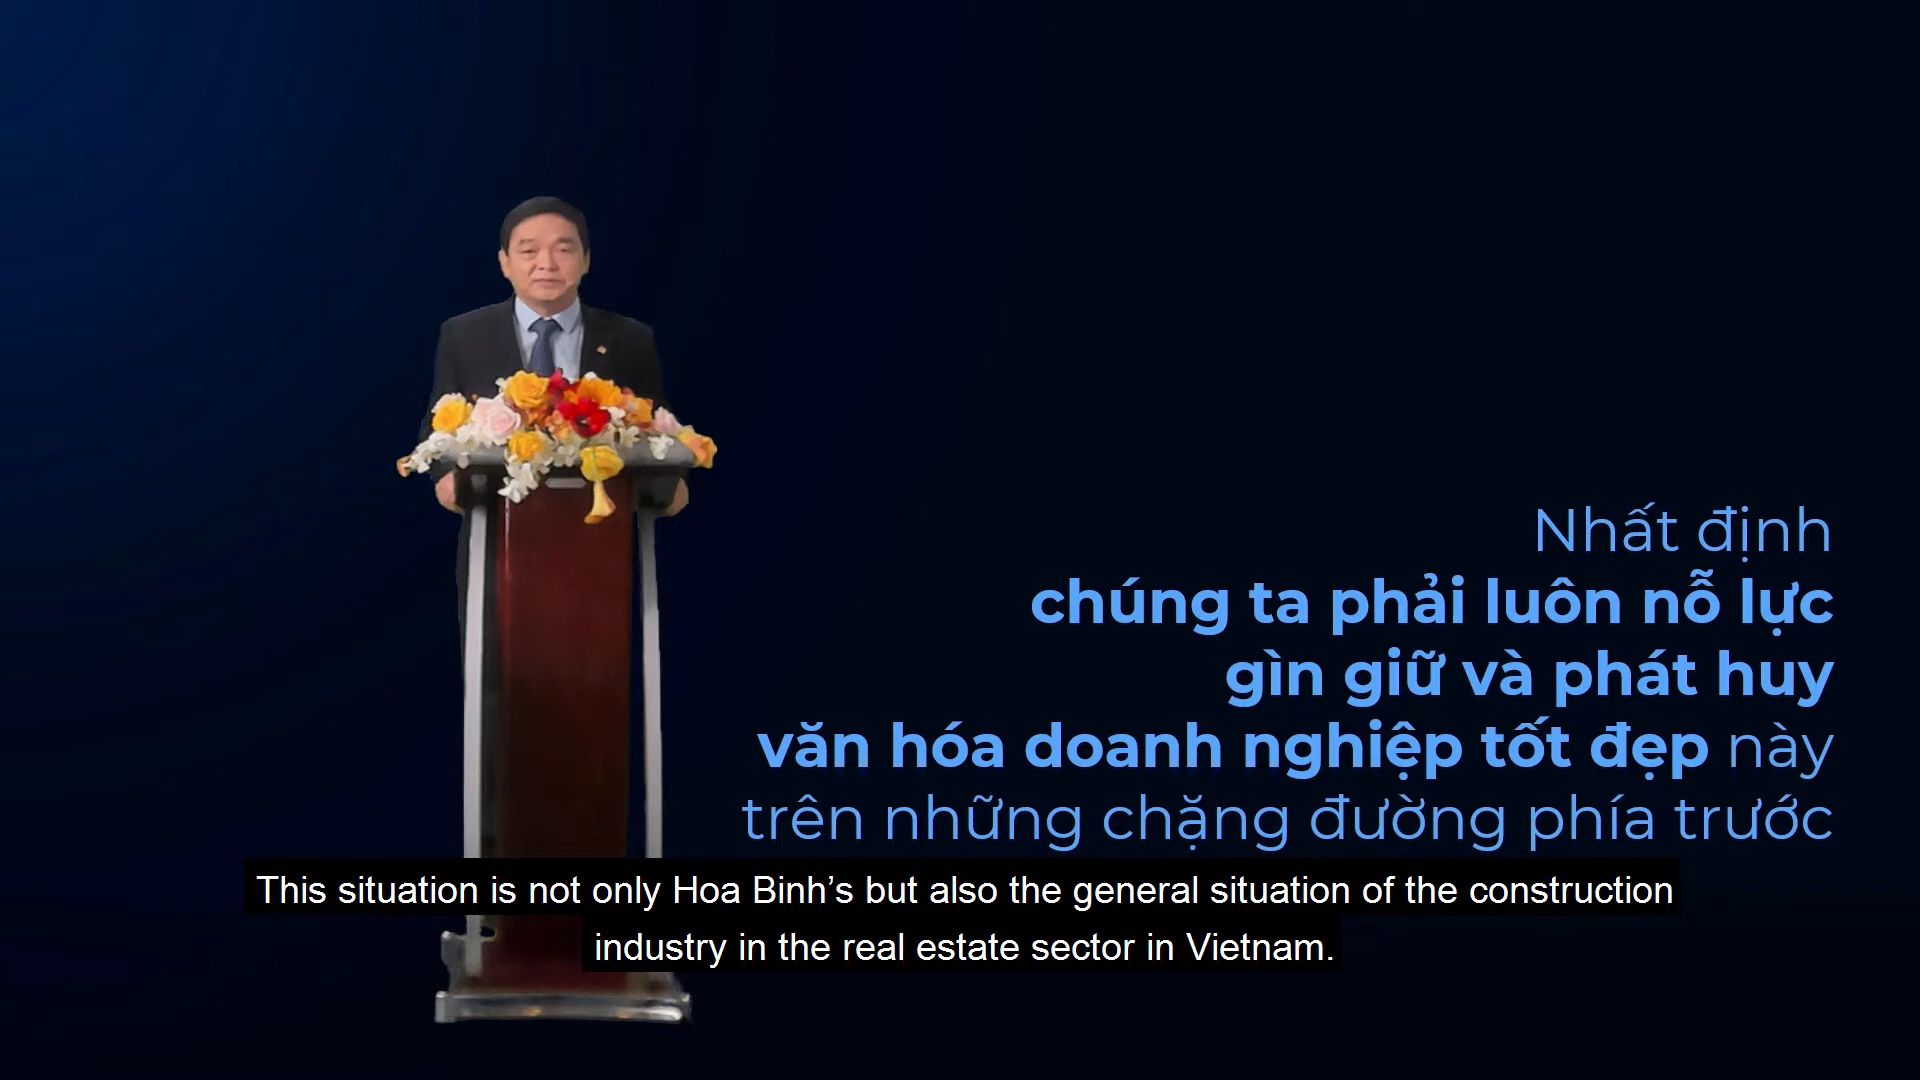 Nhất định
chúng ta phải luôn nỗ lực
gìn giữ và phát huy
văn hóa doanh nghiệp tốt đẹp này
trên những chặng đường phía trước
This situation is not only Hoa Binh’s but also the general situation of the construction
industry in the real estate sector in Vietnam.